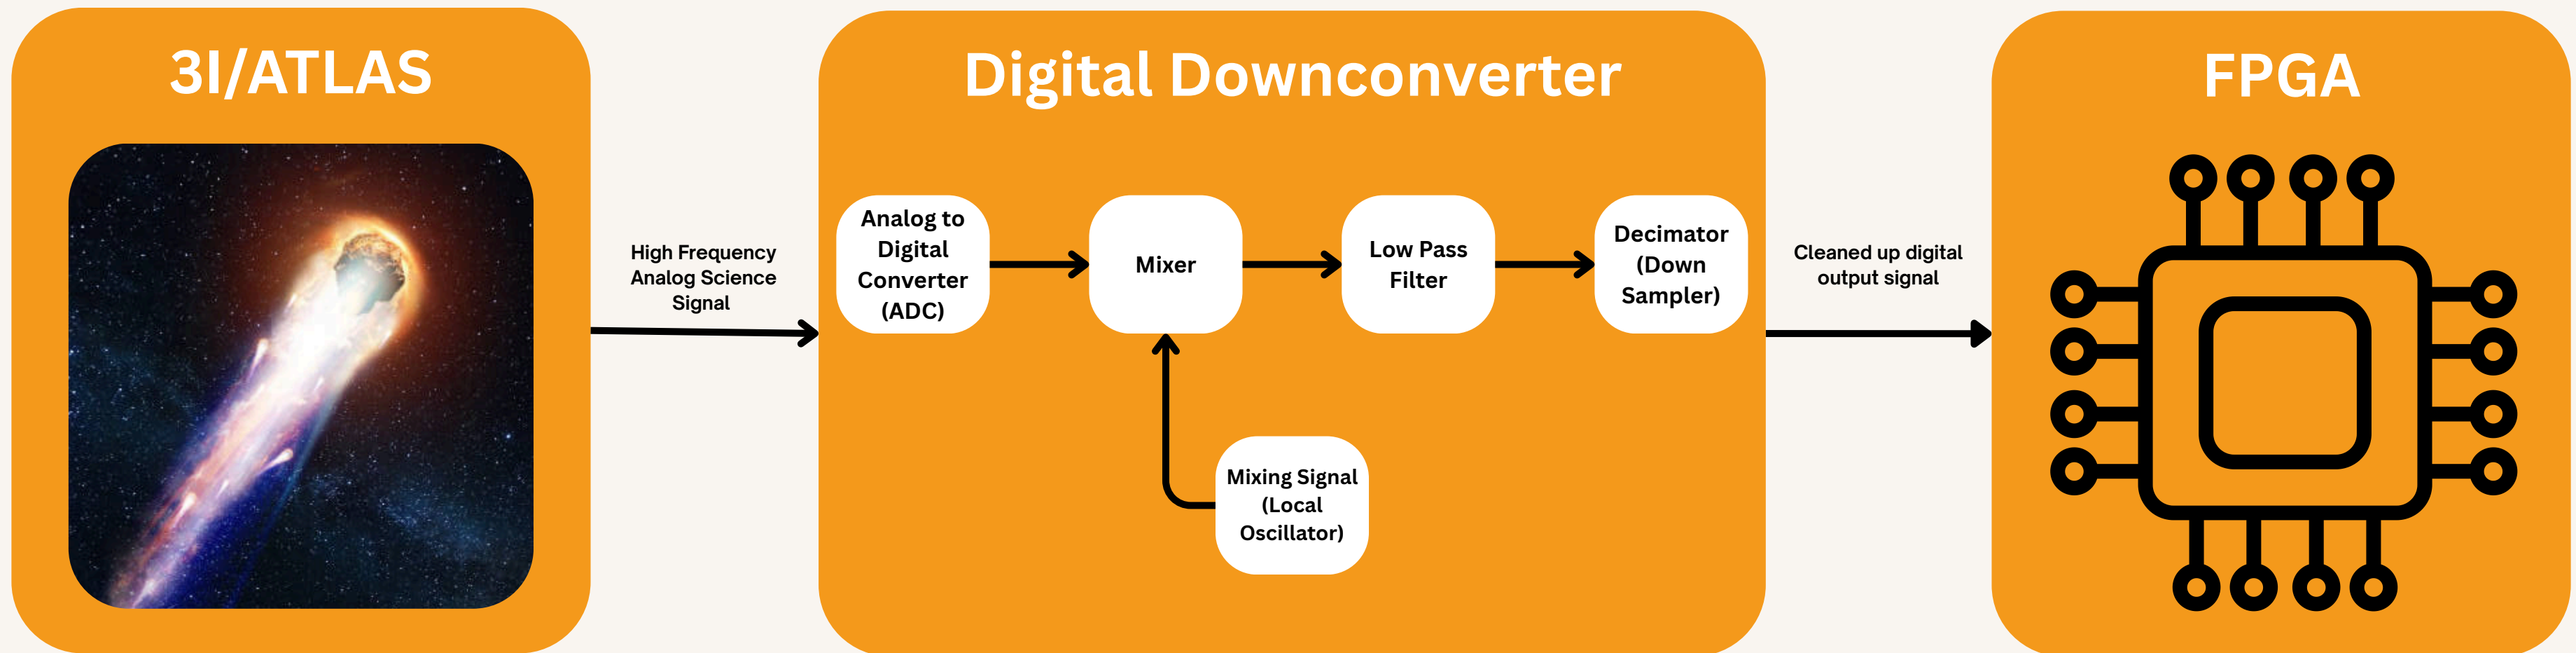 3I/ATLAS
High Frequency
Analog Science
Signal
Digital Downconverter
Analog to
Digital
Converter
(ADC)
Mixer
Low Pass
Filter
Decimator
(Down
Sampler)
Mixing Signal
(Local
Oscillator)
Cleaned up digital
output signal
FPGA